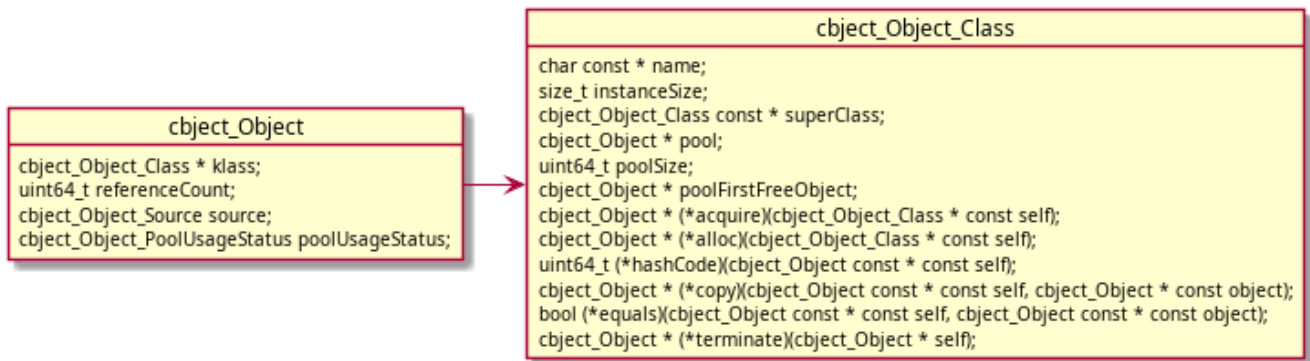 cbject_Object
cbject_Object_Class * klass;
uint64_t referenceCount;
cbject_Object_Source source;
cbject_Object_PoolUsageStatus poolUsageStatus;
cbject_Object_Class
char const * name;
size_t instanceSize;
cbject_Object_Class const * superClass;
cbject_Object * pool;
uint64_t poolSize;
cbject_Object * poolFirstFreeObject;
cbject_Object * (*acquire)(cbject_Object_Class * const self);
cbject_Object * (*alloc)(cbject_Object_Class * const self);
uint64_t (*hashCode)(cbject_Object const * const self);
cbject_Object * (*copy)(cbject_Object const * const self, cbject_Object * const object);
bool (*equals)(cbject_Object const * const self, cbject_Object const * const object);
cbject_Object * (*terminate)(cbject_Object * self);